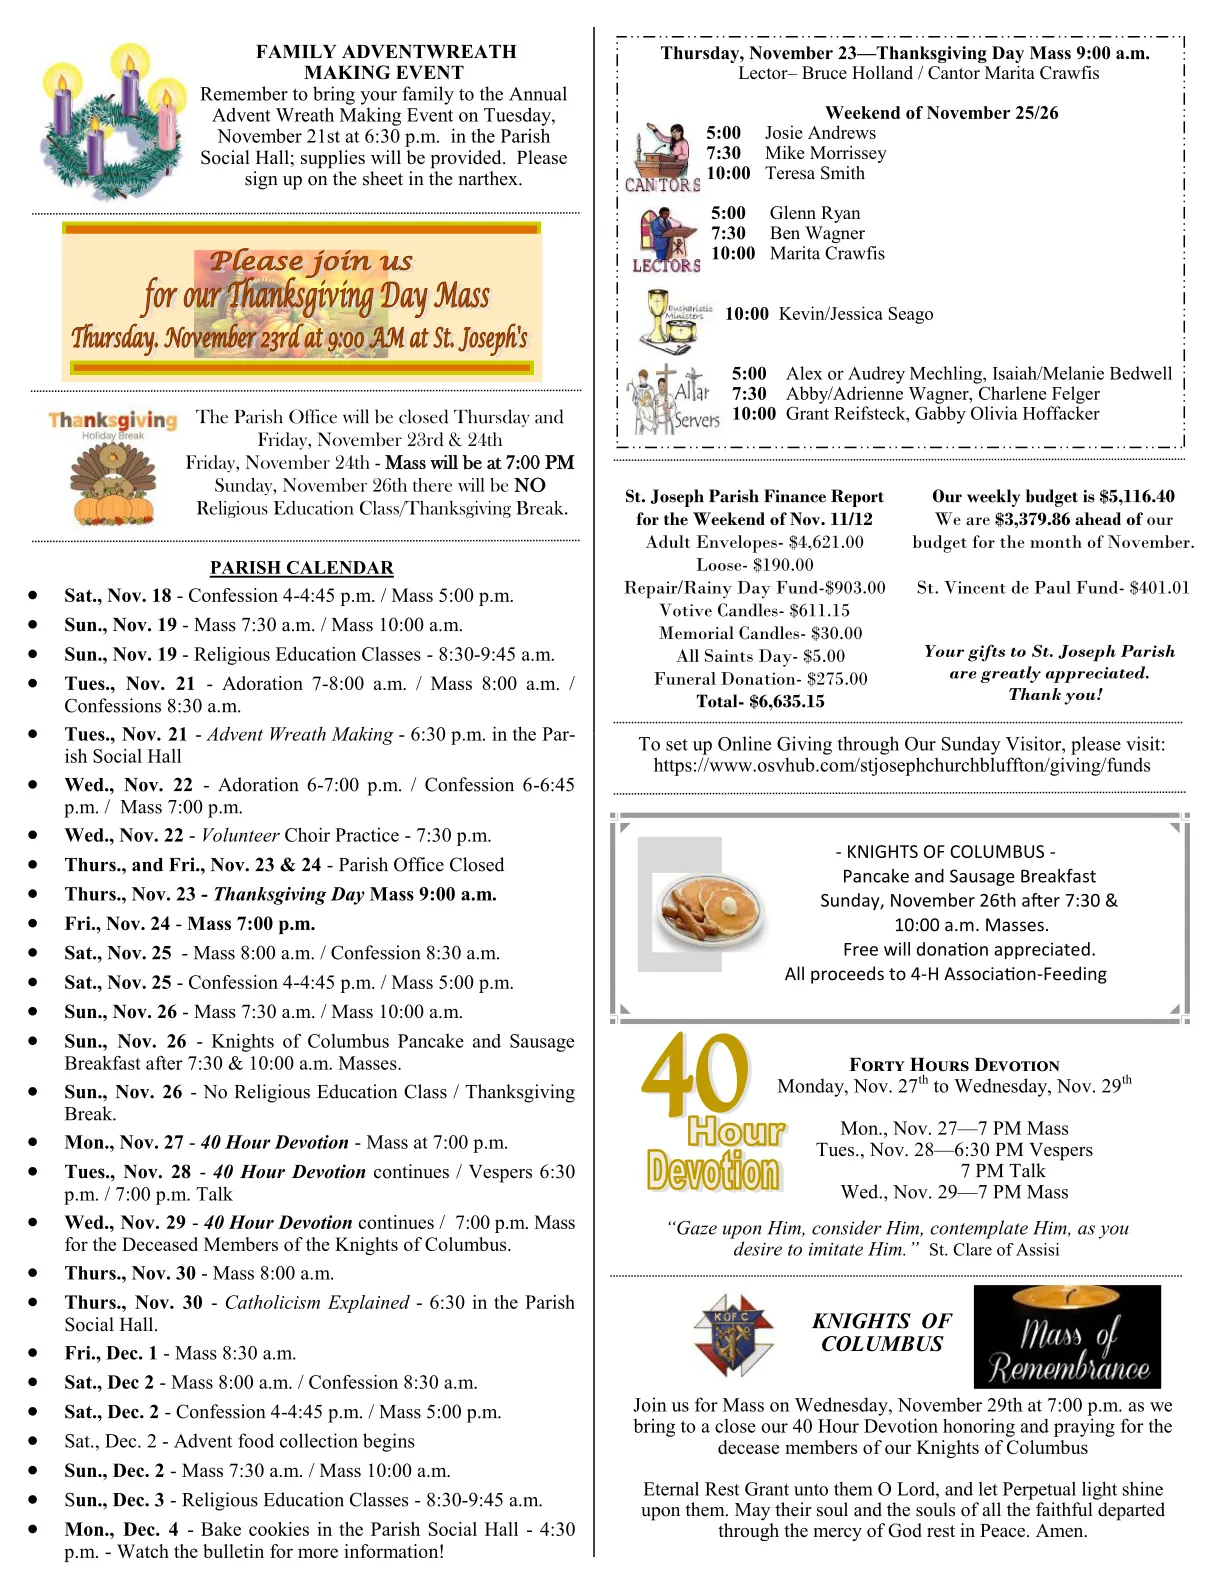 FAMILY ADVENTWREATH
MAKING EVENT
Remember to bring your family to the Annual
Advent Wreath Making Event on Tuesday,
November 21st at 6:30 p.m. in the Parish
Social Hall; supplies will be provided. Please
sign up on the sheet in the narthex.
Please join us
for our Thanksgiving Day Mass
Thursday. November 23rd at 9:00 AM at St. Joseph's
Thanksgiving
Holiday Break
The Parish Office will be closed Thursday and
Friday, November 23rd & 24th
Friday, November 24th - Mass will be at 7:00 PM
Sunday, November 26th there will be NO
Religious Education Class/Thanksgiving Break.
PARISH CALENDAR
● Sat., Nov. 18 - Confession 4-4:45 p.m. / Mass 5:00 p.m.
● Sun., Nov. 19 - Mass 7:30 a.m. / Mass 10:00 a.m.
● Sun., Nov. 19 - Religious Education Classes - 8:30-9:45 a.m.
● Tues., Nov. 21 - Adoration 7-8:00 a.m. / Mass 8:00 a.m. /
Confessions 8:30 a.m.
● Tues., Nov. 21 - Advent Wreath Making - 6:30 p.m. in the Par-
ish Social Hall
● Wed., Nov. 22 - Adoration 6-7:00 p.m. / Confession 6-6:45
p.m. / Mass 7:00 p.m.
● Wed., Nov. 22 - Volunteer Choir Practice - 7:30 p.m.
● Thurs., and Fri., Nov. 23 & 24 - Parish Office Closed
● Thurs., Nov. 23 - Thanksgiving Day Mass 9:00 a.m.
● Fri., Nov. 24 - Mass 7:00 p.m.
● Sat., Nov. 25 - Mass 8:00 a.m. / Confession 8:30 a.m.
● Sat., Nov. 25 - Confession 4-4:45 p.m. / Mass 5:00 p.m.
● Sun., Nov. 26 - Mass 7:30 a.m. / Mass 10:00 a.m.
● Sun., Nov. 26 - Knights of Columbus Pancake and Sausage
Breakfast after 7:30 & 10:00 a.m. Masses.
● Sun., Nov. 26 - No Religious Education Class / Thanksgiving
Break.
● Mon., Nov. 27 - 40 Hour Devotion - Mass at 7:00 p.m.
● Tues., Nov. 28 - 40 Hour Devotion continues / Vespers 6:30
p.m. / 7:00 p.m. Talk
● Wed., Nov. 29 - 40 Hour Devotion continues / 7:00 p.m. Mass
for the Deceased Members of the Knights of Columbus.
● Thurs., Nov. 30 - Mass 8:00 a.m.
● Thurs., Nov. 30 - Catholicism Explained - 6:30 in the Parish
Social Hall.
● Fri., Dec. 1 - Mass 8:30 a.m.
● Sat., Dec 2 - Mass 8:00 a.m. / Confession 8:30 a.m.
● Sat., Dec. 2 - Confession 4-4:45 p.m. / Mass 5:00 p.m.
● Sat., Dec. 2 - Advent food collection begins
● Sun., Dec. 2 - Mass 7:30 a.m. / Mass 10:00 a.m.
● Sun., Dec. 3 - Religious Education Classes - 8:30-9:45 a.m.
● Mon., Dec. 4 - Bake cookies in the Parish Social Hall - 4:30
p.m. - Watch the bulletin for more information!
Thursday, November 23—Thanksgiving Day Mass 9:00 a.m.
Lector– Bruce Holland / Cantor Marita Crawfis
Weekend of November 25/26
CANTORS
5:00 Josie Andrews
7:30 Mike Morrissey
10:00 Teresa Smith
LECTORS
5:00 Glenn Ryan
7:30 Ben Wagner
10:00 Marita Crawfis
Eucharistic
Ministers
10:00 Kevin/Jessica Seago
Altar
Servers
5:00 Alex or Audrey Mechling, Isaiah/Melanie Bedwell
7:30 Abby/Adrienne Wagner, Charlene Felger
10:00 Grant Reifsteck, Gabby Olivia Hoffacker
St. Joseph Parish Finance Report
for the Weekend of Nov. 11/12
Adult Envelopes- $4,621.00
Loose- $190.00
Repair/Rainy Day Fund-$903.00
Votive Candles- $611.15
Memorial Candles- $30.00
All Saints Day- $5.00
Funeral Donation- $275.00
Total- $6,635.15
Our weekly budget is $5,116.40
We are $3,379.86 ahead of our
budget for the month of November.
St. Vincent de Paul Fund- $401.01
Your gifts to St. Joseph Parish
are greatly appreciated.
Thank you!
To set up Online Giving through Our Sunday Visitor, please visit:
https://www.osvhub.com/stjosephchurchbluffton/giving/funds
- KNIGHTS OF COLUMBUS -
Pancake and Sausage Breakfast
Sunday, November 26th after 7:30 &
10:00 a.m. Masses.
Free will donation appreciated.
All proceeds to 4-H Association-Feeding
40
Hour
Devotion
FORTY HOURS DEVOTION
Monday, Nov. 27th to Wednesday, Nov. 29th
Mon., Nov. 27—7 PM Mass
Tues., Nov. 28—6:30 PM Vespers
7 PM Talk
Wed., Nov. 29—7 PM Mass
“Gaze upon Him, consider Him, contemplate Him, as you
desire to imitate Him.” St. Clare of Assisi
K OF C
KNIGHTS OF
COLUMBUS
Mass of
Remembrance
Join us for Mass on Wednesday, November 29th at 7:00 p.m. as we
bring to a close our 40 Hour Devotion honoring and praying for the
decease members of our Knights of Columbus
Eternal Rest Grant unto them O Lord, and let Perpetual light shine
upon them. May their soul and the souls of all the faithful departed
through the mercy of God rest in Peace. Amen.